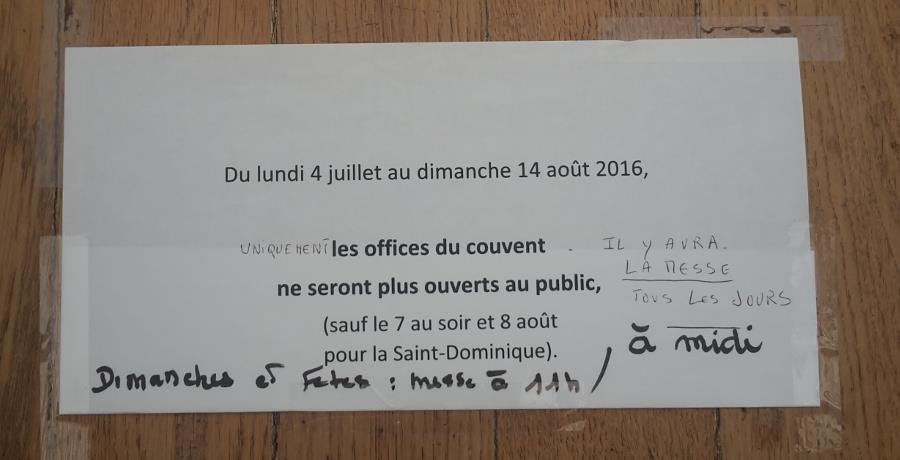 Du lundi 4 juillet au dimanche 14 août 2016,
UNIQUEMENT les offices du couvent . IL Y AURA.
LA MESSE
ne seront plus ouverts au public,
TOUS LES JOURS
(sauf le 7 au soir et 8 août
à midi
pour la Saint-Dominique).
Dimanches et Fetes : messe à 11h /